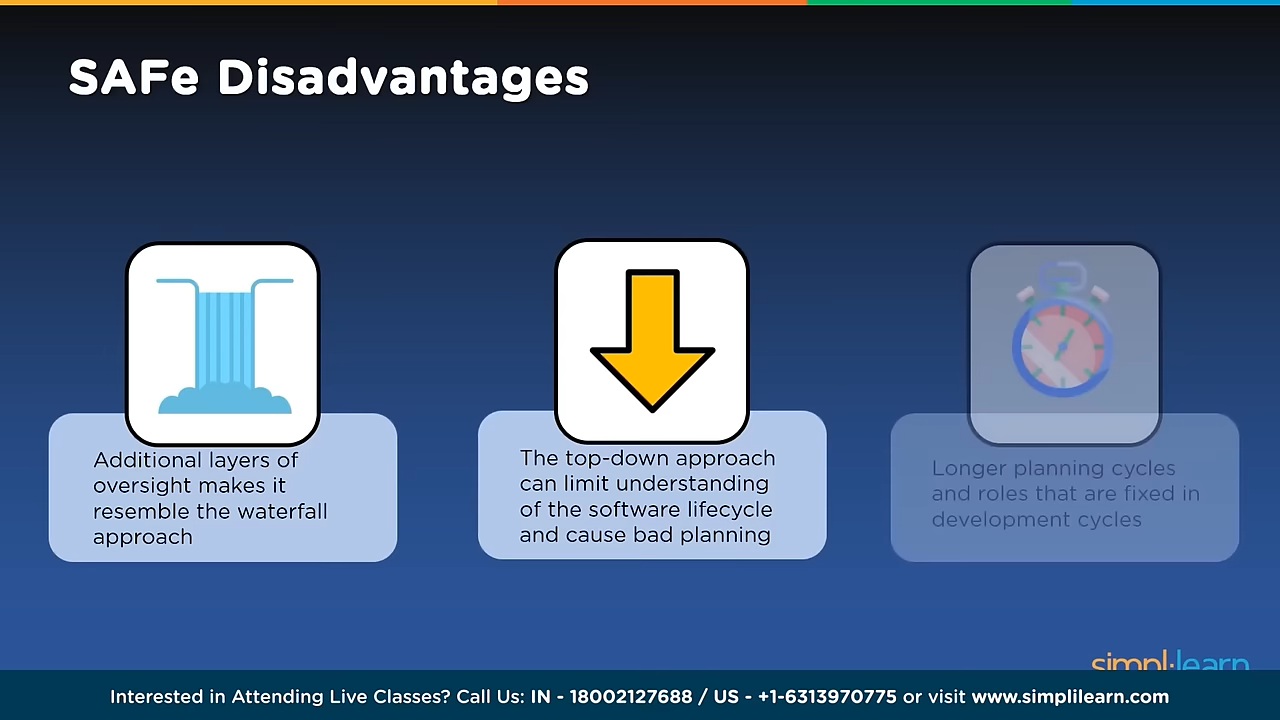 SAFe Disadvantages
Additional layers of
oversight makes it
resemble the waterfall
approach
The top-down approach
can limit understanding
of the software lifecycle
and cause bad planning
Longer planning cycles
and roles that are fixed in
development cycles
simpl·learn
Interested in Attending Live Classes? Call Us: IN - 18002127688 / US - +1-6313970775 or visit www.simplilearn.com